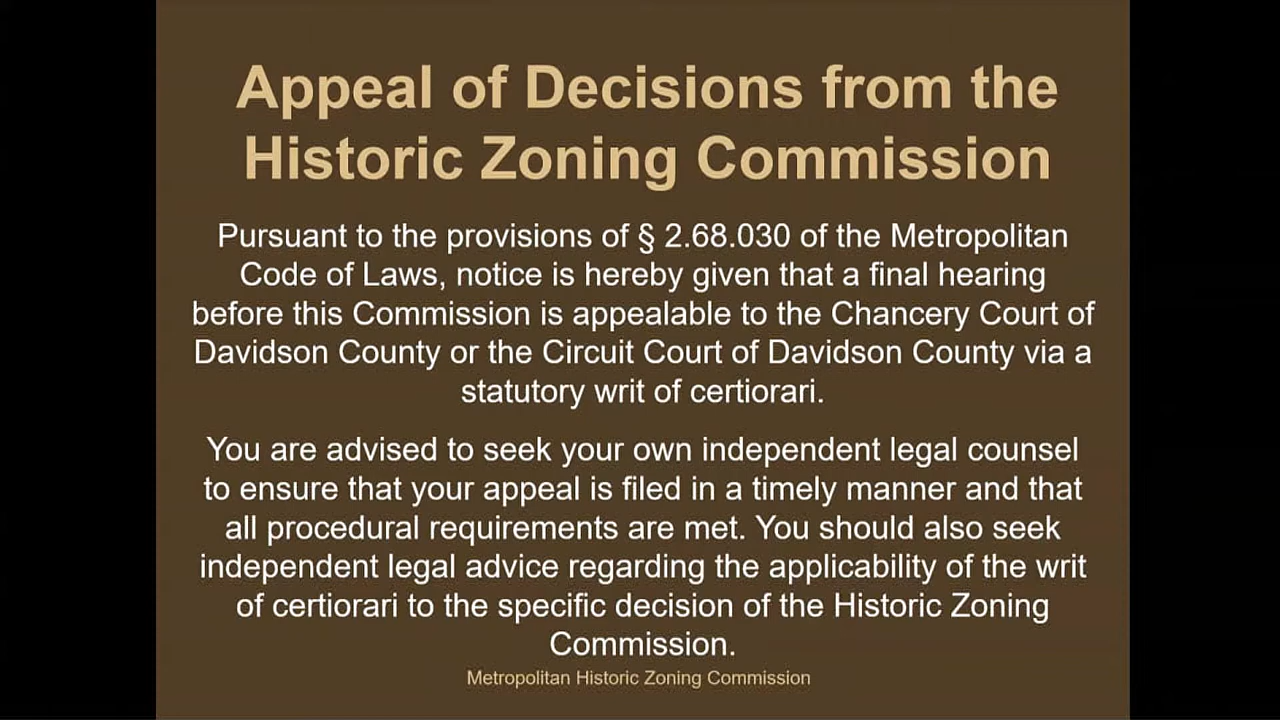 Appeal of Decisions from the
Historic Zoning Commission
Pursuant to the provisions of § 2.68.030 of the Metropolitan
Code of Laws, notice is hereby given that a final hearing
before this Commission is appealable to the Chancery Court of
Davidson County or the Circuit Court of Davidson County via a
statutory writ of certiorari.
You are advised to seek your own independent legal counsel
to ensure that your appeal is filed in a timely manner and that
all procedural requirements are met. You should also seek
independent legal advice regarding the applicability of the writ
of certiorari to the specific decision of the Historic Zoning
Commission.
Metropolitan Historic Zoning Commission